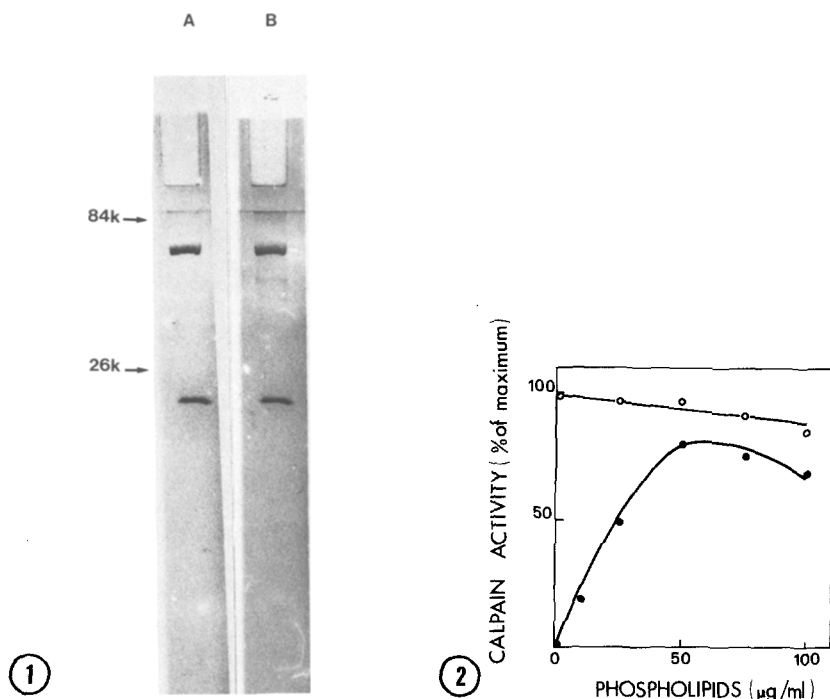 A B
84k
26k
1
CALPAIN ACTIVITY (% of maximum)
100
50
0 50 100
PHOSPHOLIPIDS (µg/ml)
2